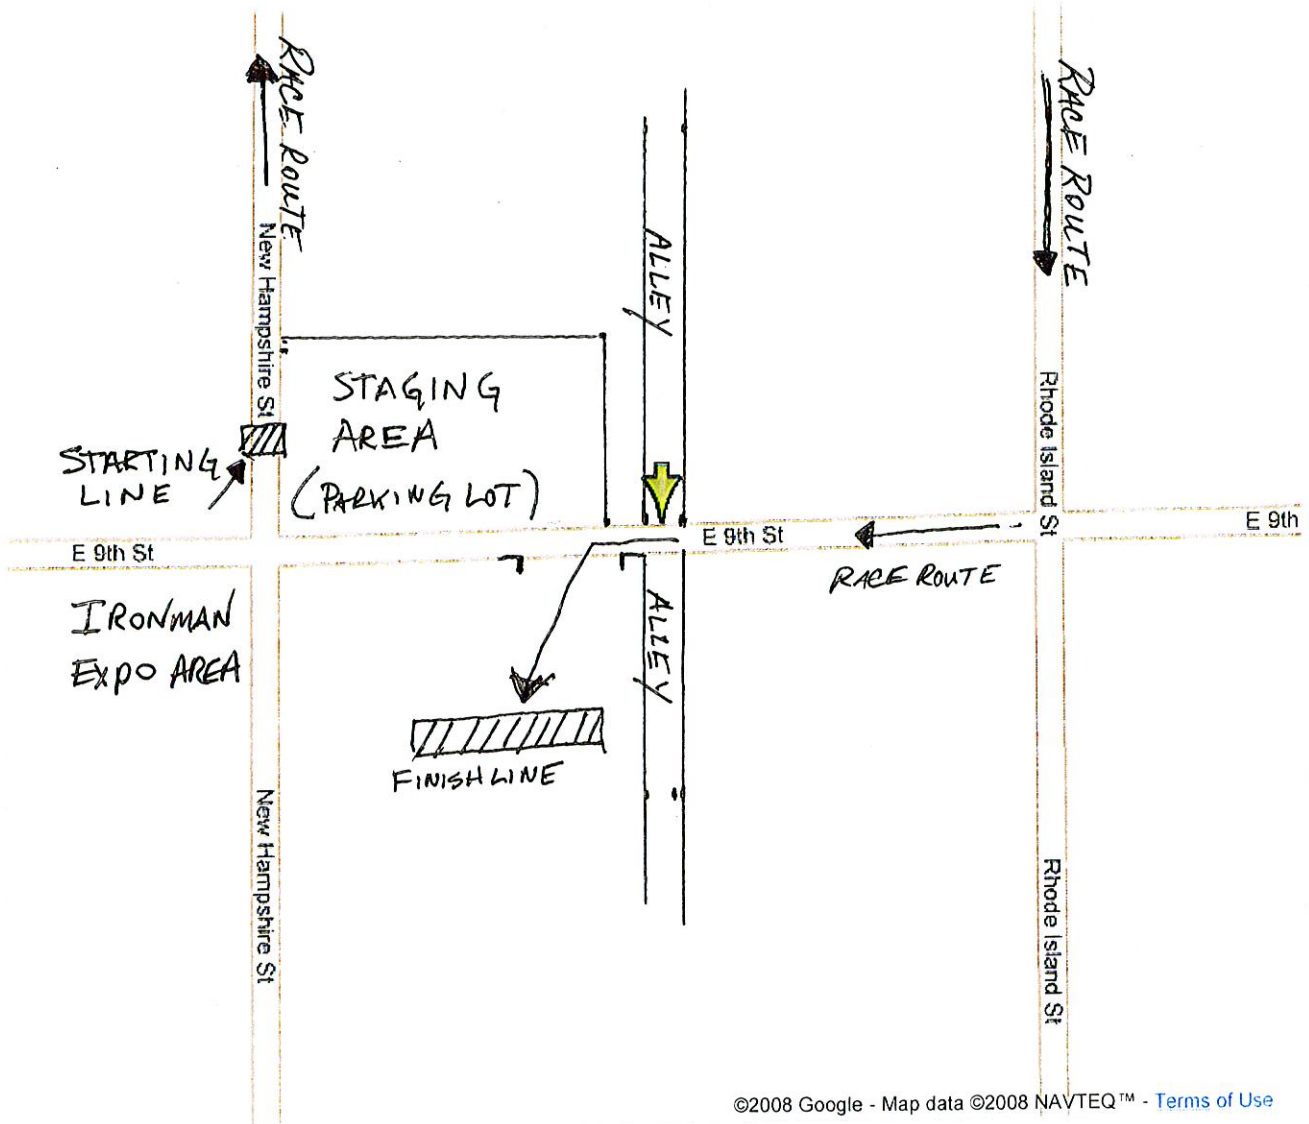 RACE ROUTE
RACE ROUTE
New Hampshire St
ALLEY
Rhode Island St
STAGING
AREA
(PARKING LOT)
STARTING
LINE
E 9th St
E 9th St
E 9th
RACE ROUTE
IRONMAN
EXPO AREA
ALLEY
FINISH LINE
New Hampshire St
Rhode Island St
©2008 Google - Map data ©2008 NAVTEQ™ - Terms of Use